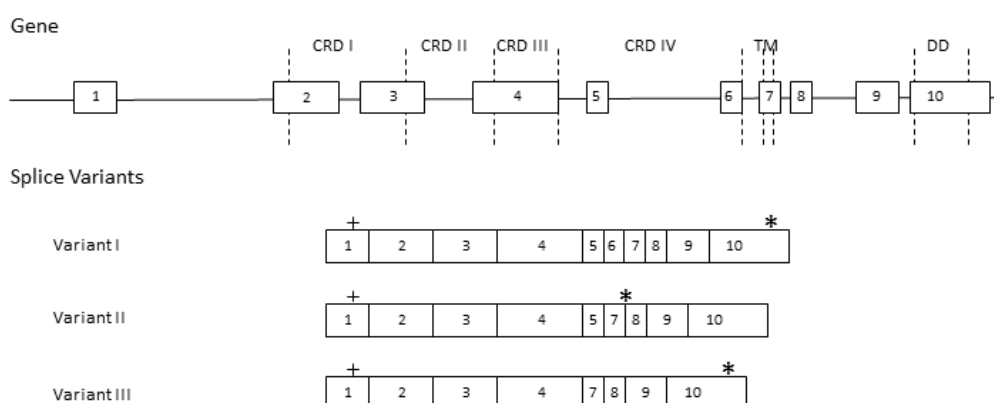 Gene
CRD I CRD II CRD III CRD IV TM DD
1 2 3 4 5 6 7 8 9 10
Splice Variants
+ *
Variant I 1 2 3 4 5 6 7 8 9 10
+ *
Variant II 1 2 3 4 5 7 8 9 10
+ *
Variant III 1 2 3 4 7 8 9 10